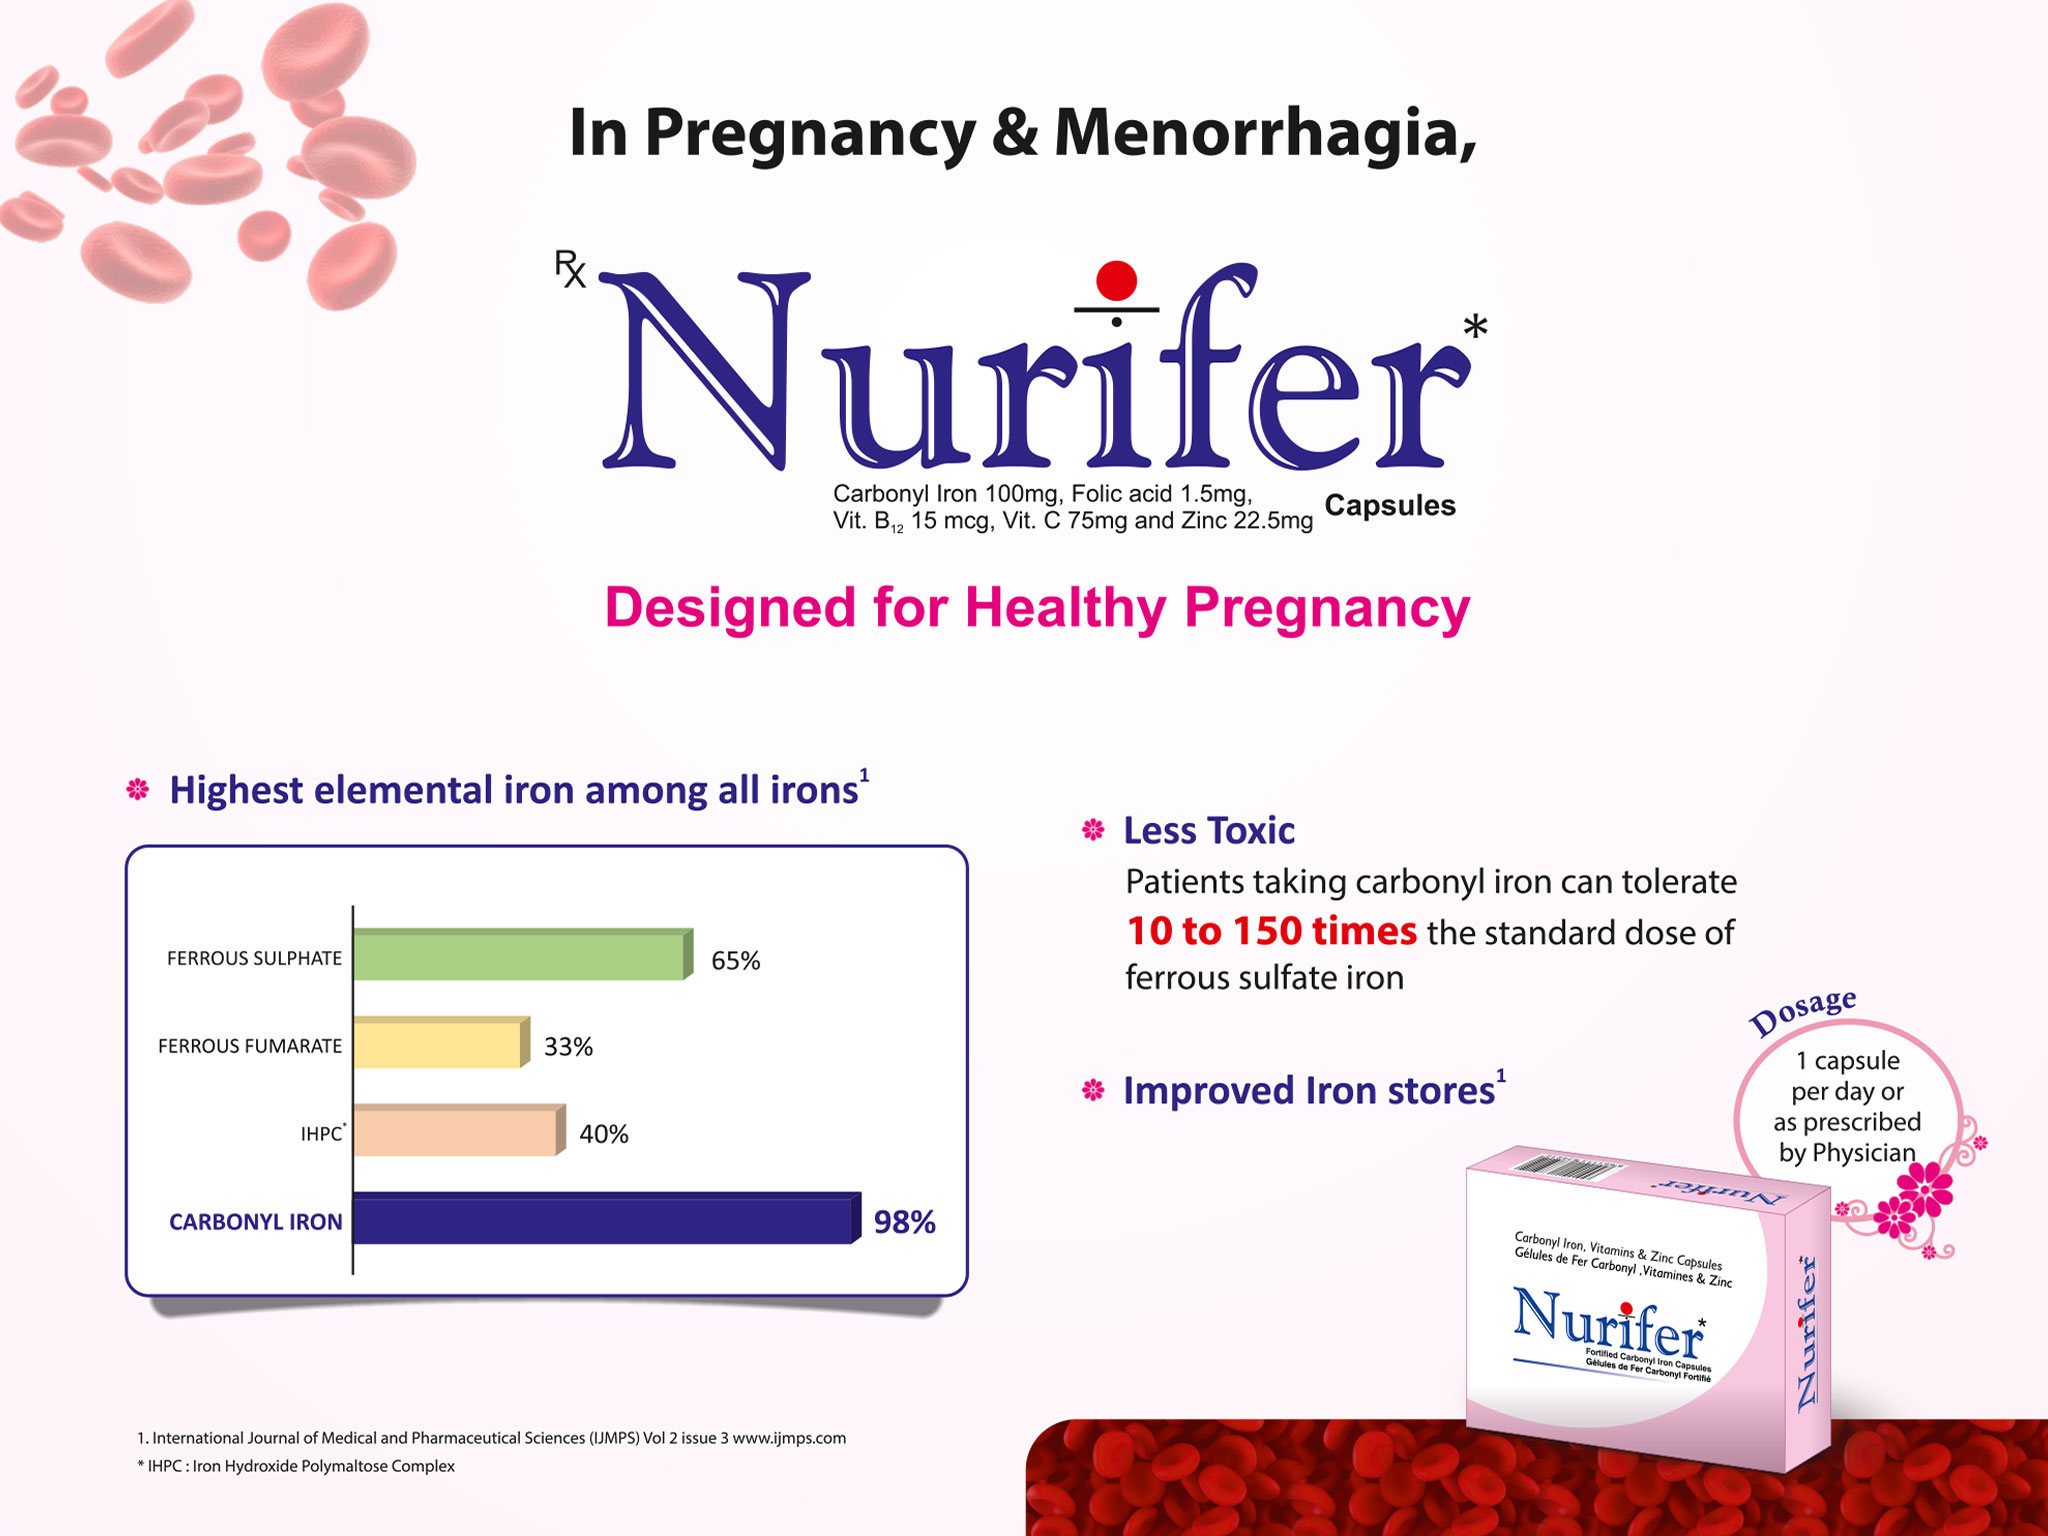 In Pregnancy & Menorrhagia,
Rx Nurifer*
Carbonyl Iron 100mg, Folic acid 1.5mg,
Vit. B12 15 mcg, Vit. C 75mg and Zinc 22.5mg
Capsules
Designed for Healthy Pregnancy
Highest elemental iron among all irons1
FERROUS SULPHATE 65%
FERROUS FUMARATE 33%
IHPC* 40%
CARBONYL IRON 98%
Less Toxic
Patients taking carbonyl iron can tolerate
10 to 150 times the standard dose of
ferrous sulfate iron
Improved Iron stores1
Dosage
1 capsule
per day or
as prescribed
by Physician
Nurifer*
Carbonyl Iron, Vitamins & Zinc Capsules
Gélules de Fer Carbonyl ,Vitamines & Zinc
Nurifer*
Fortified Carbonyl Iron Capsules
Gélules de Fer Carbonyl Fortifié
Nurifer*
1. International Journal of Medical and Pharmaceutical Sciences (IJMPS) Vol 2 issue 3 www.ijmps.com
* IHPC : Iron Hydroxide Polymaltose Complex